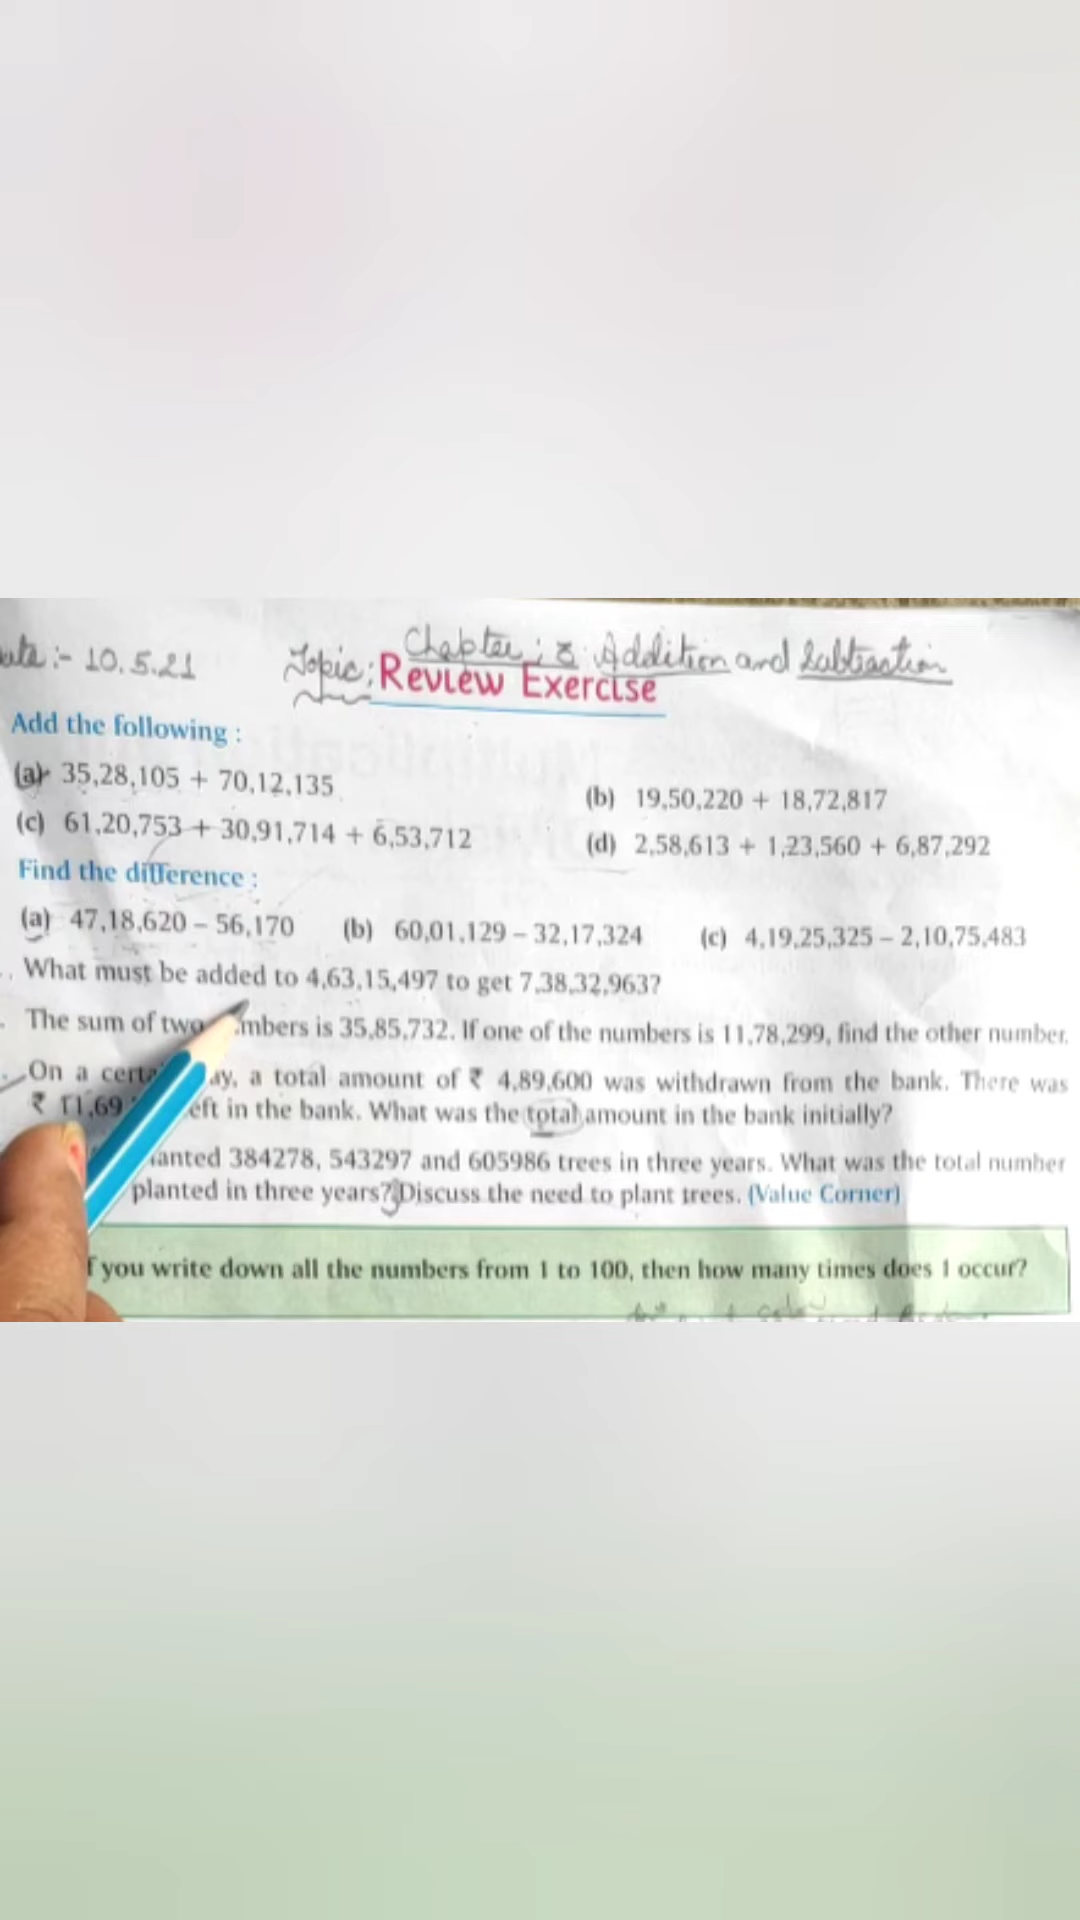 :- 10.5.21
Chapter ; 3 Addition and Subtraction
Topic: Review Exercise
Add the following :
(a) 35,28,105 + 70,12,135
(b) 19,50,220 + 18,72,817
(c) 61,20,753 + 30,91,714 + 6,53,712
(d) 2,58,613 + 1,23,560 + 6,87,292
Find the difference :
(a) 47,18,620 – 56,170 (b) 60,01,129 – 32,17,324 (c) 4,19,25,325 – 2,10,75,483
What must be added to 4,63,15,497 to get 7,38,32,963?
The sum of two is 35,85,732. If one of the numbers is 11,78,299, find the other number.
On a a total amount of ₹ 4,89,600 was withdrawn from the bank. There was
₹ 11,69 in the bank. What was the total amount in the bank initially?
384278, 543297 and 605986 trees in three years. What was the total number
planted in three years? Discuss the need to plant trees. (Value Corner)
you write down all the numbers from 1 to 100, then how many times does 1 occur?